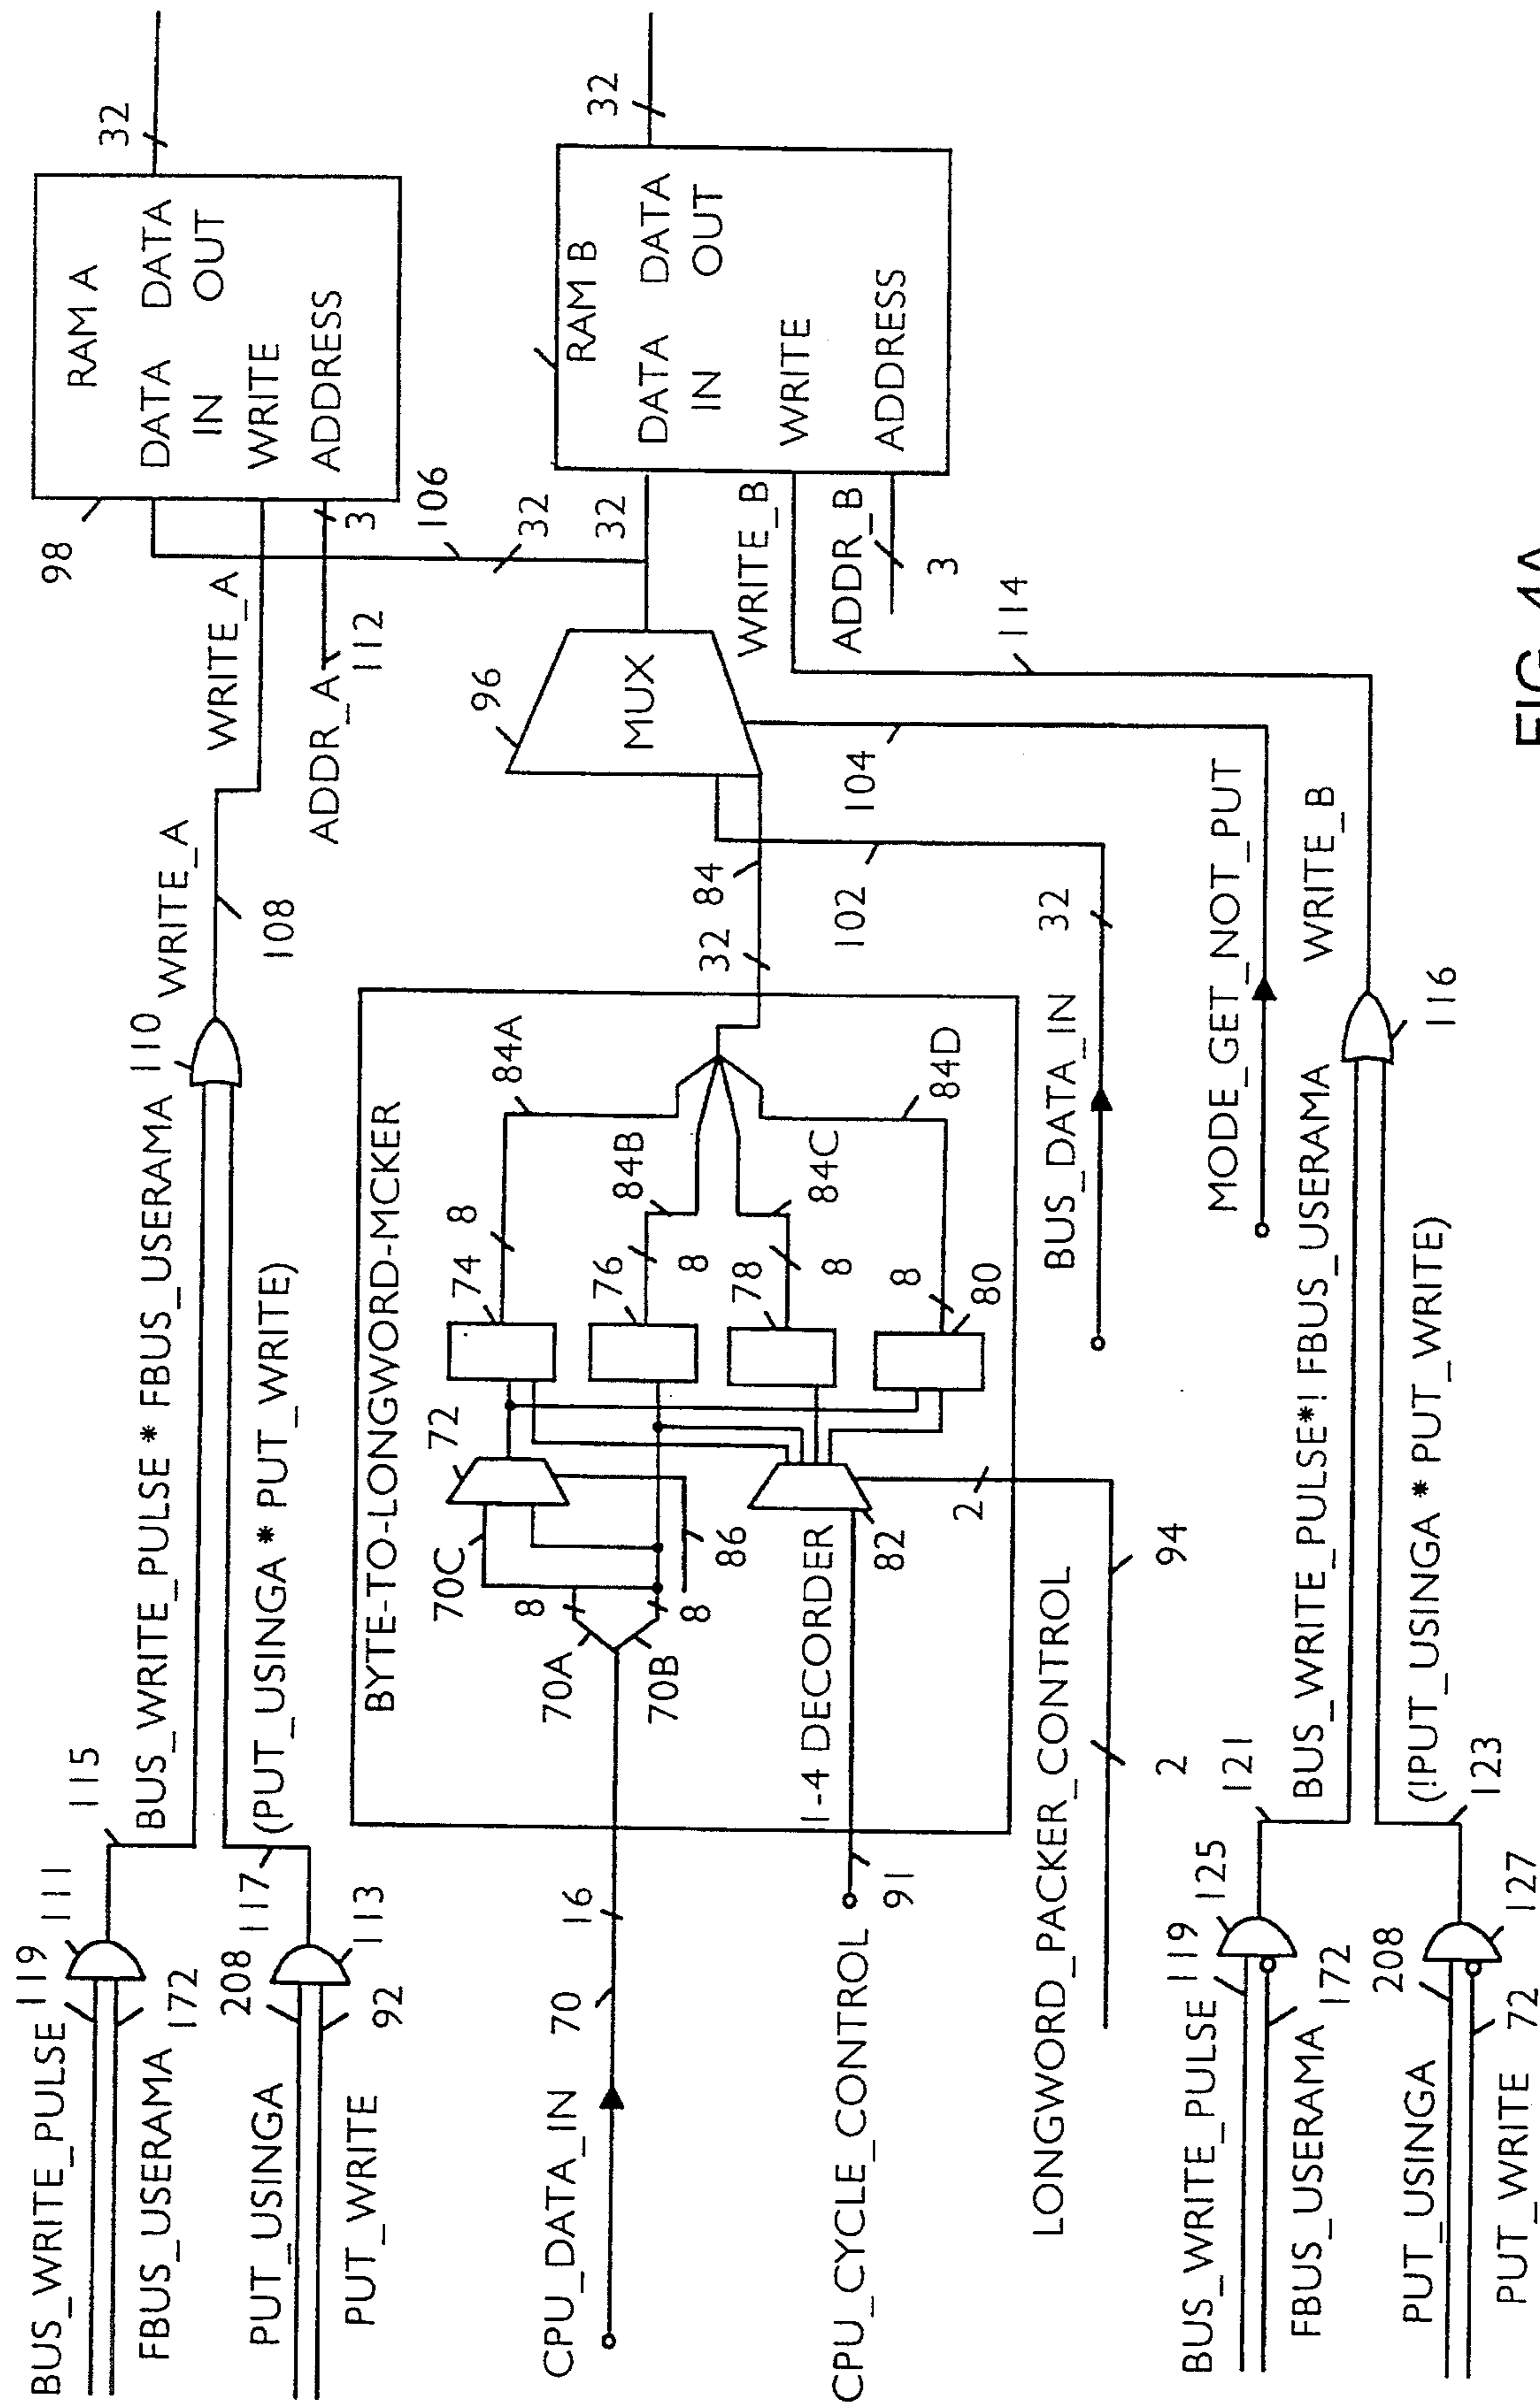 BUS_WRITE_PULSE 119
111
115
FBUS_USERAMA
172
BUS_WRITE_PULSE * FBUS_USERAMA
110
WRITE_A
108
WRITE_A
PUT_USINGA
208
117
(PUT_USINGA * PUT_WRITE)
PUT_WRITE
92
113
ADDR_A
112
3
98
RAM A
DATA DATA
IN OUT
WRITE
ADDRESS
32
106
32
BYTE-TO-LONGWORD-MCKER
CPU_DATA_IN
70
16
70A
70B
8
8
70C
72
86
74
8
84A
76
8
84B
78
8
84C
80
8
84D
1-4 DECORDER
82
2
CPU_CYCLE_CONTROL
91
LONGWORD_PACKER_CONTROL
2
94
32
84
102
96
MUX
104
32
RAM B
DATA DATA
IN OUT
WRITE
ADDRESS
32
WRITE_B
ADDR_B
3
114
BUS_DATA_IN
32
MODE_GET_NOT_PUT
BUS_WRITE_PULSE 119
125
121
FBUS_USERAMA
172
BUS_WRITE_PULSE*! FBUS_USERAMA
WRITE_B
PUT_USINGA
208
(!PUT_USINGA * PUT_WRITE)
116
PUT_WRITE 72
127
123
FIG.4A